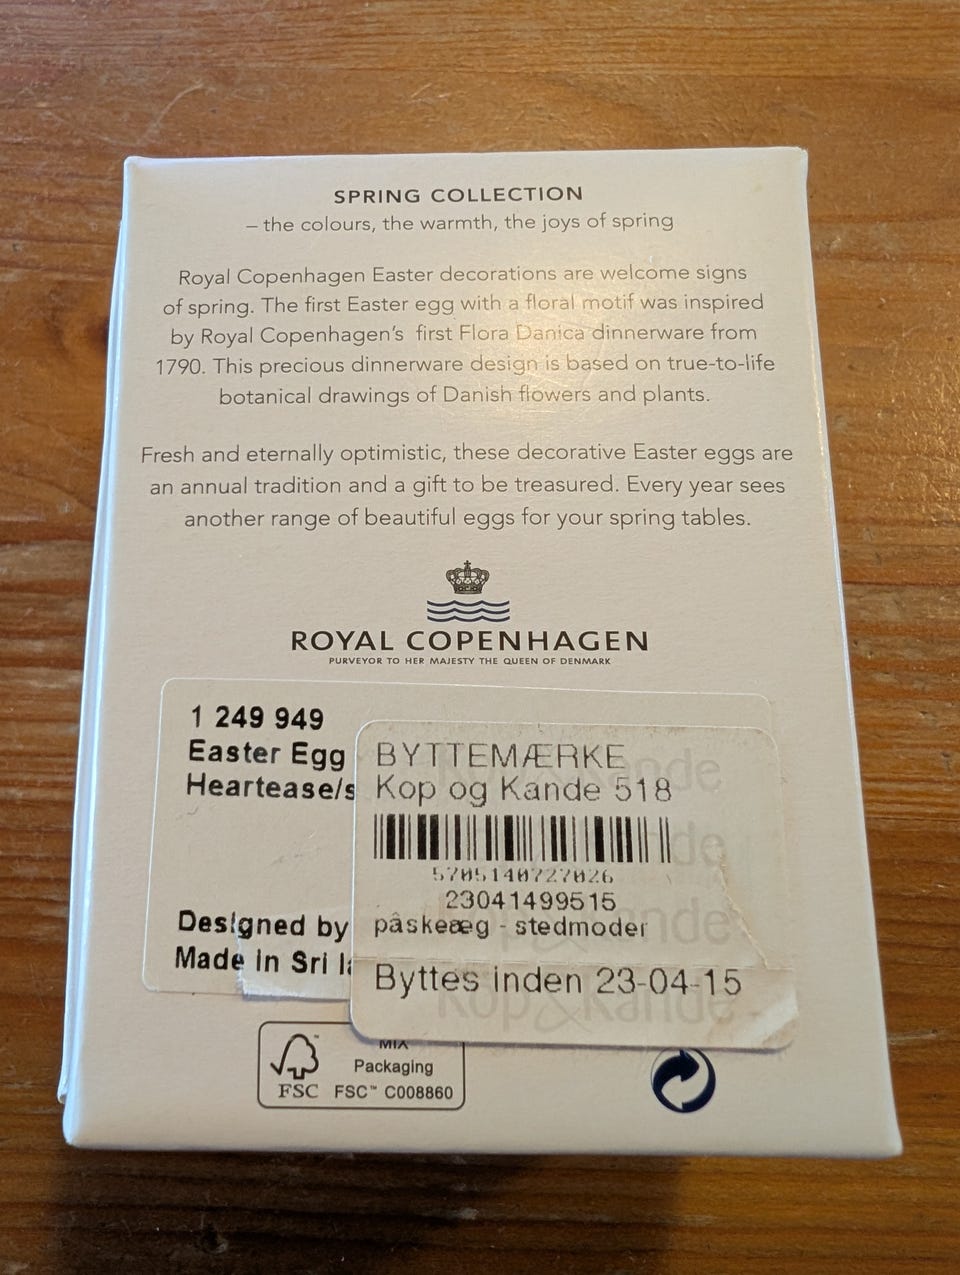 SPRING COLLECTION
– the colours, the warmth, the joys of spring
Royal Copenhagen Easter decorations are welcome signs
of spring. The first Easter egg with a floral motif was inspired
by Royal Copenhagen's first Flora Danica dinnerware from
1790. This precious dinnerware design is based on true-to-life
botanical drawings of Danish flowers and plants.
Fresh and eternally optimistic, these decorative Easter eggs are
an annual tradition and a gift to be treasured. Every year sees
another range of beautiful eggs for your spring tables.
ROYAL COPENHAGEN
PURVEYOR TO HER MAJESTY THE QUEEN OF DENMARK
1 249 949
Easter Egg
Heartease/s
Designed by
Made in Sri
BYTTEMÆRKE
Kop og Kande 518
5705140727026
23041499515
påskeæg - stedmoder
Byttes inden 23-04-15
FSC
MIX
Packaging
FSC™ C008860